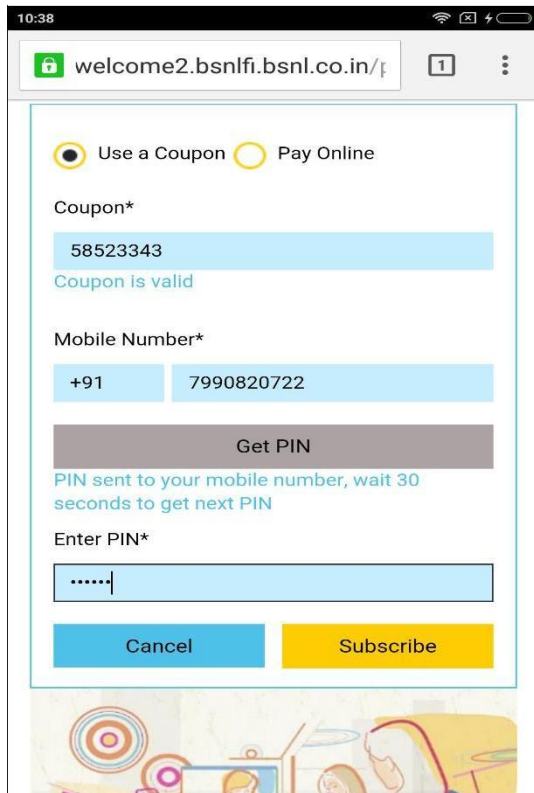 10:38
welcome2.bsnlfi.bsnl.co.in/p
1
Use a Coupon Pay Online
Coupon*
58523343
Coupon is valid
Mobile Number*
+91 7990820722
Get PIN
PIN sent to your mobile number, wait 30
seconds to get next PIN
Enter PIN*
••••••
Cancel Subscribe